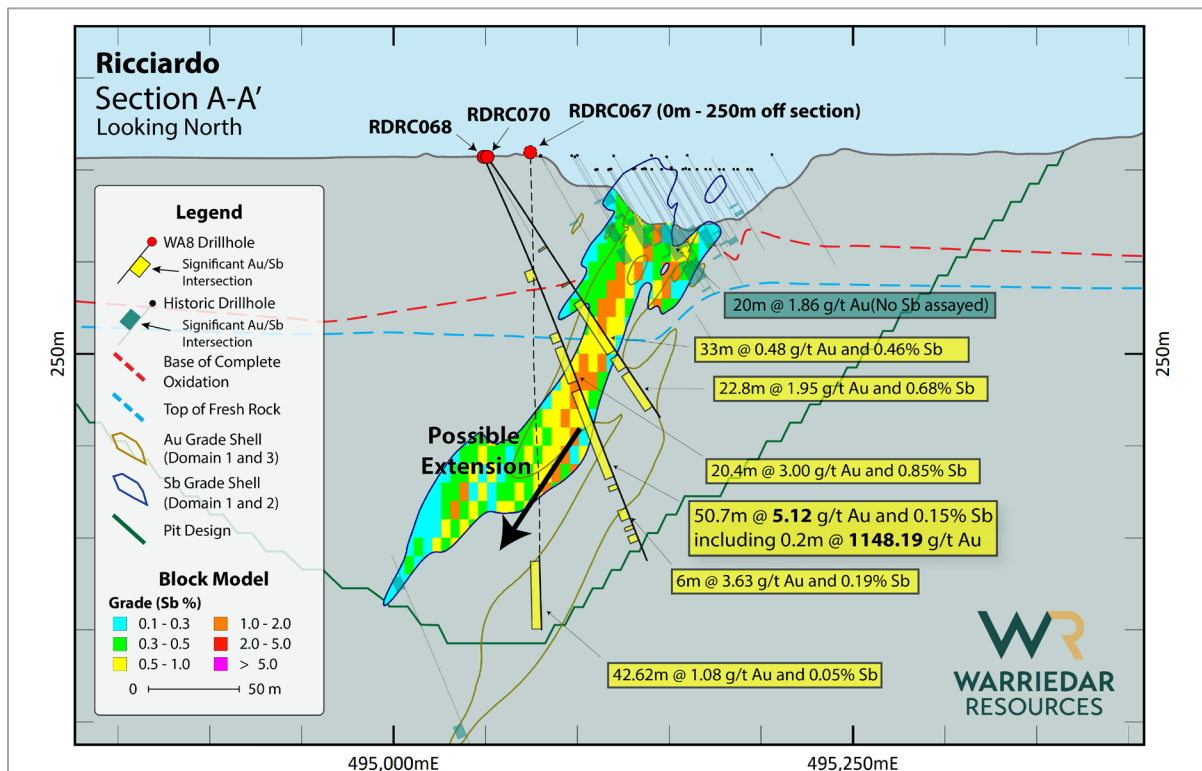 Ricciardo
Section A-A’
Looking North
RDRC068
RDRC070
RDRC067 (0m - 250m off section)
Legend
WA8 Drillhole
Significant Au/Sb
Intersection
Historic Drillhole
Significant Au/Sb
Intersection
Base of Complete
Oxidation
Top of Fresh Rock
Au Grade Shell
(Domain 1 and 3)
Sb Grade Shell
(Domain 1 and 2)
Pit Design
Block Model
Grade (Sb %)
0.1 - 0.3
1.0 - 2.0
0.3 - 0.5
2.0 - 5.0
0.5 - 1.0
> 5.0
0
50 m
250m
250m
Possible
Extension
20m @ 1.86 g/t Au(No Sb assayed)
33m @ 0.48 g/t Au and 0.46% Sb
22.8m @ 1.95 g/t Au and 0.68% Sb
20.4m @ 3.00 g/t Au and 0.85% Sb
50.7m @ 5.12 g/t Au and 0.15% Sb
including 0.2m @ 1148.19 g/t Au
6m @ 3.63 g/t Au and 0.19% Sb
42.62m @ 1.08 g/t Au and 0.05% Sb
WR
WARRIEDAR
RESOURCES
495,000mE
495,250mE